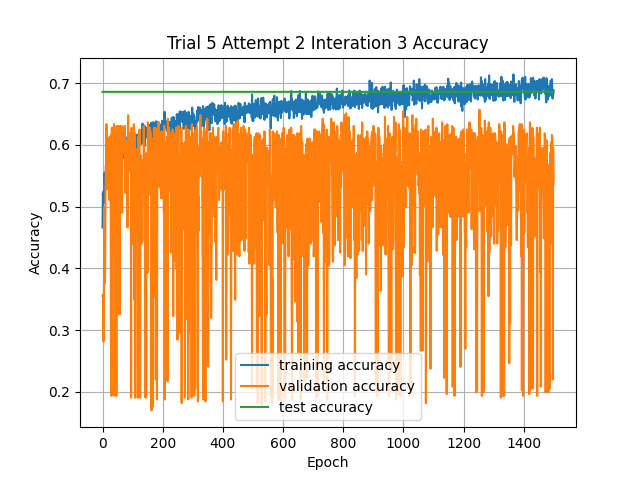 Trial 5 Attempt 2 Interation 3 Accuracy
Accuracy
0.7
0.6
0.5
0.4
0.3
0.2
training accuracy
validation accuracy
test accuracy
0 200 400 600 800 1000 1200 1400
Epoch